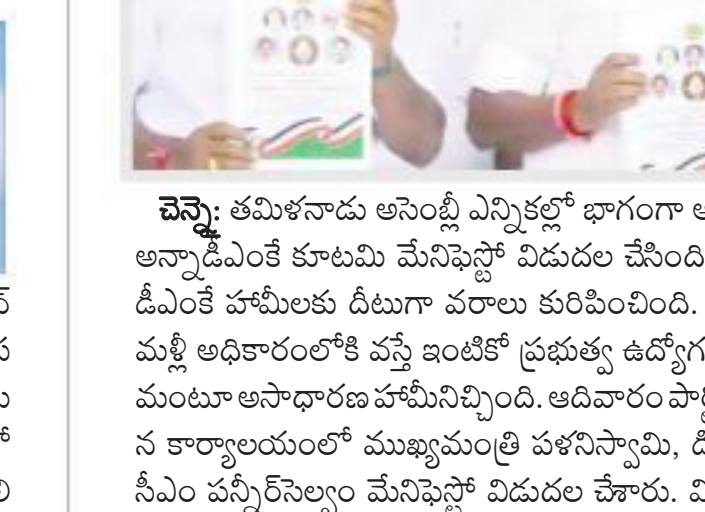 చెన్నై: తమిళనాడు అసెంబ్లీ ఎన్నికల్లో భాగంగా అ
అన్నాడీఎంకే కూటమి మేనిఫెస్టో విడుదల చేసింది
డీఎంకే హామీలకు దీటుగా వరాలు కురిపించింది.
మళ్లీ అధికారంలోకి వస్తే ఇంటికో ప్రభుత్వ ఉద్యోగ
మంటూ అసాధారణ హామీనిచ్చింది. ఆదివారం పార్టీ
న కార్యాలయంలో ముఖ్యమంత్రి పళనిస్వామి, డి
సీఎం పన్నీర్‌సెల్వం మేనిఫెస్టో విడుదల చేశారు. వి